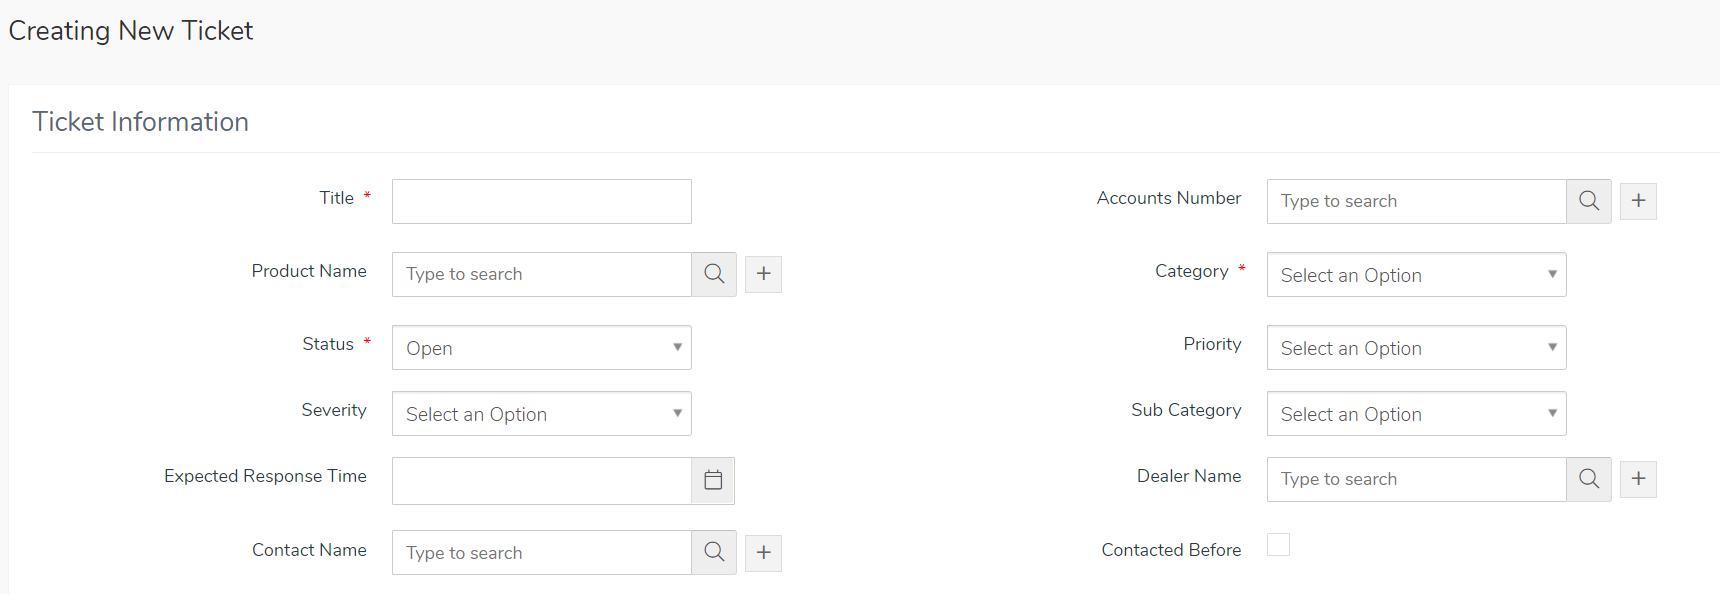 Creating New Ticket
Ticket Information
Title *
Accounts Number Type to search +
Product Name Type to search +
Category * Select an Option
Status * Open
Priority Select an Option
Severity Select an Option
Sub Category Select an Option
Expected Response Time
Dealer Name Type to search +
Contact Name Type to search +
Contacted Before